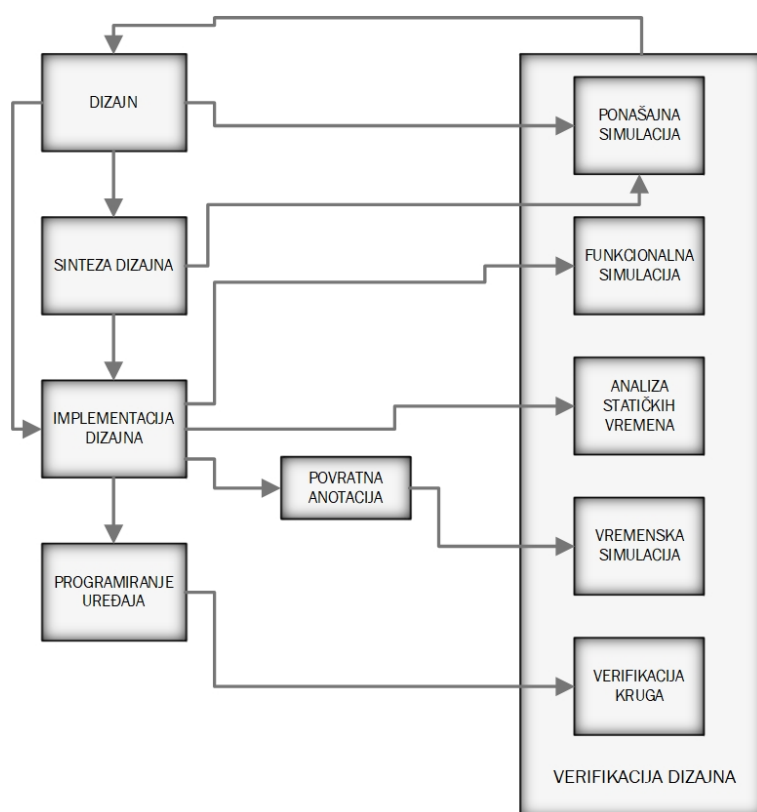 DIZAJN
PONAŠAJNA
SIMULACIJA
SINTEZA DIZAJNA
FUNKCIONALNA
SIMULACIJA
IMPLEMENTACIJA
DIZAJNA
ANALIZA
STATIČKIH
VREMENA
POVRATNA
ANOTACIJA
VREMENSKA
SIMULACIJA
PROGRAMIRANJE
UREĐAJA
VERIFIKACIJA
KRUGA
VERIFIKACIJA DIZAJNA